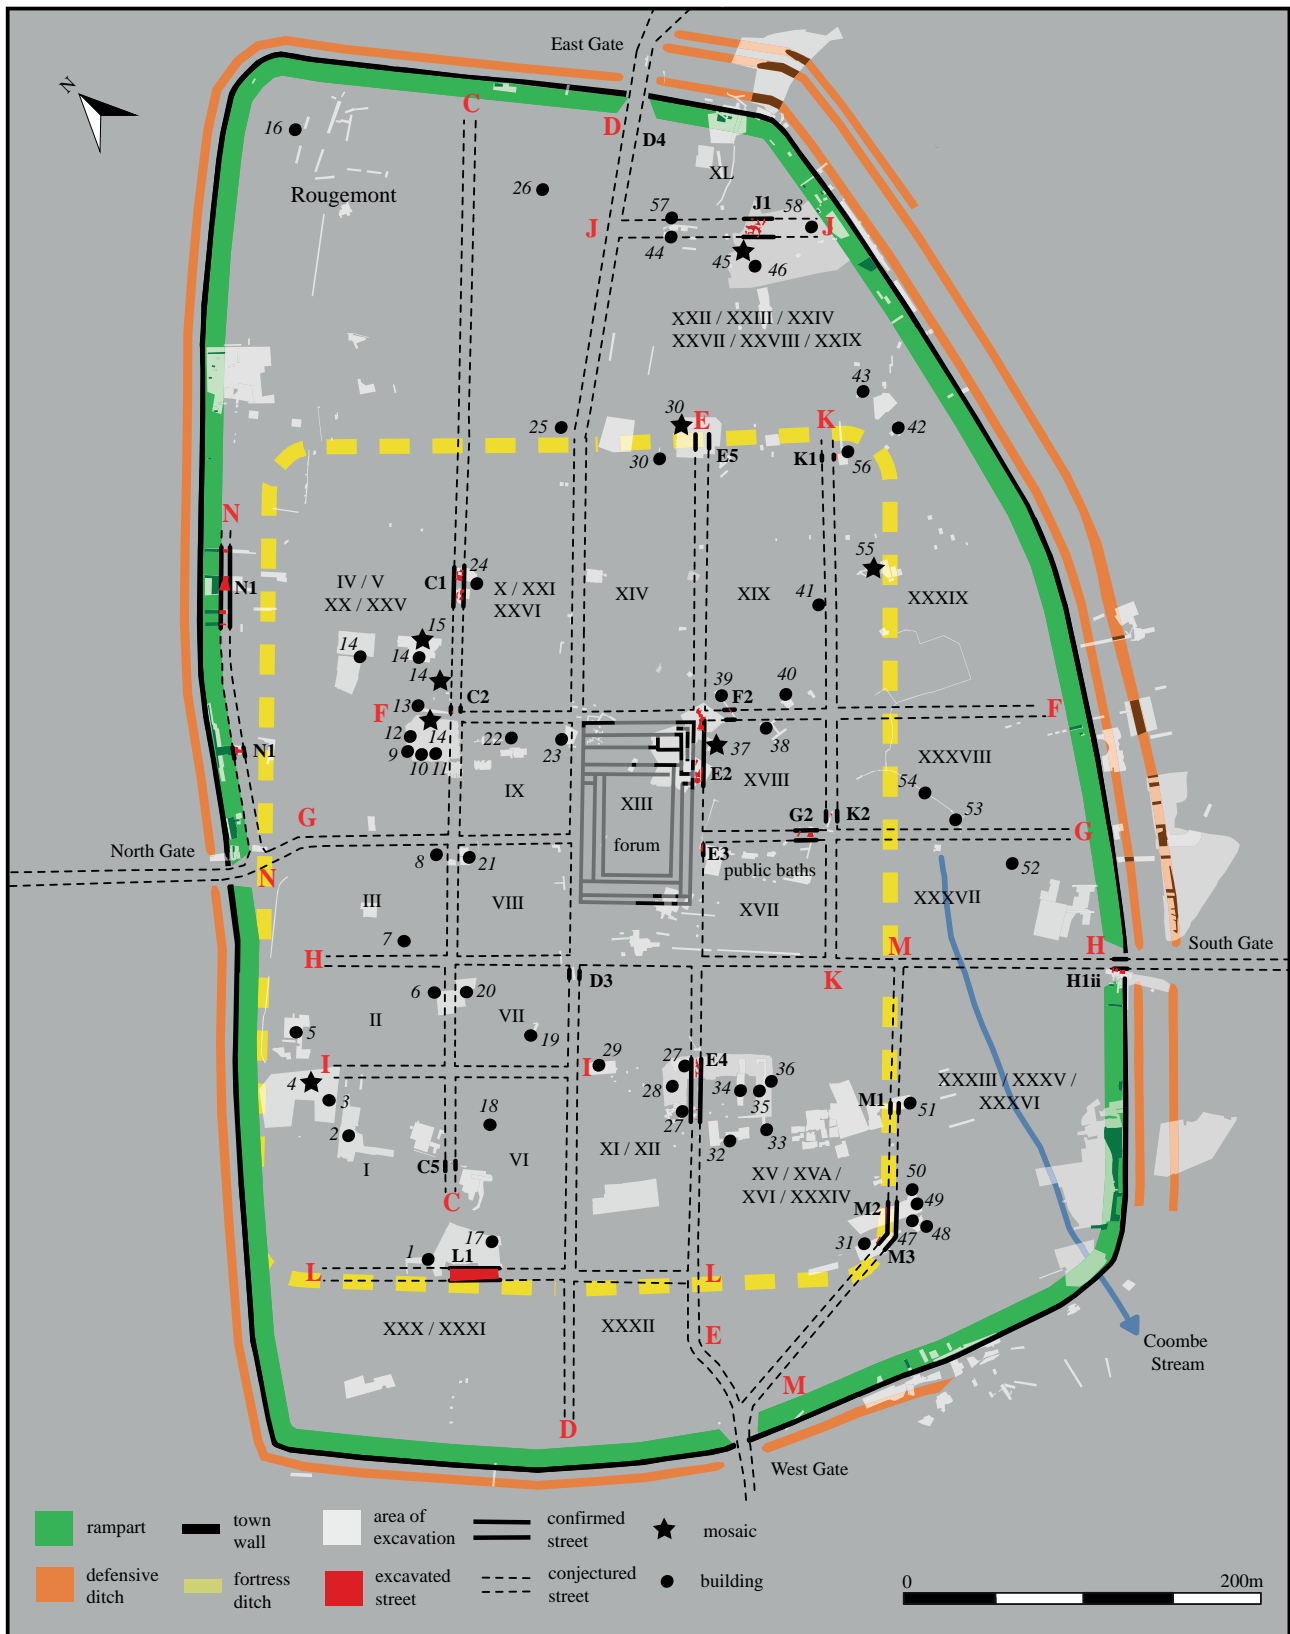 East Gate
N
C
D
D4
16
XL
26
Rougemont
57
J1
58
J
J
44
45
46
XXII / XXIII / XXIV
XXVII / XXVIII / XXIX
43
30
E
K
25
42
30
E5
K1
56
N
55
24
IV / V
XX / XXV
C1
X / XXI
XXVI
XIV
XIX
XXXIX
N1
41
15
14
14
14
39
40
13
C2
F2
F
F
12
14
22
23
37
38
N1
9
10
11
E2
XXXVIII
IX
XVIII
54
XIII
53
G
G2
K2
G
forum
North Gate
8
21
E3
52
public baths
N
III
VIII
XVII
XXXVII
7
H
M
H
South Gate
D3
K
H1ii
6
20
II
VII
5
19
I
I
29
27
E4
4
36
3
28
34
35
XXXIII / XXXV /
XXXVI
M1
51
18
27
2
33
32
XI / XII
I
C5
VI
XV / XVA /
XVI / XXXIV
50
C
M2
49
17
47
48
1
L1
31
M3
L
L
XXX / XXXI
XXXII
E
Coombe
Stream
M
D
West Gate
rampart
town
wall
area of
excavation
confirmed
street
mosaic
defensive
ditch
fortress
ditch
excavated
street
conjectured
street
building
0
200m